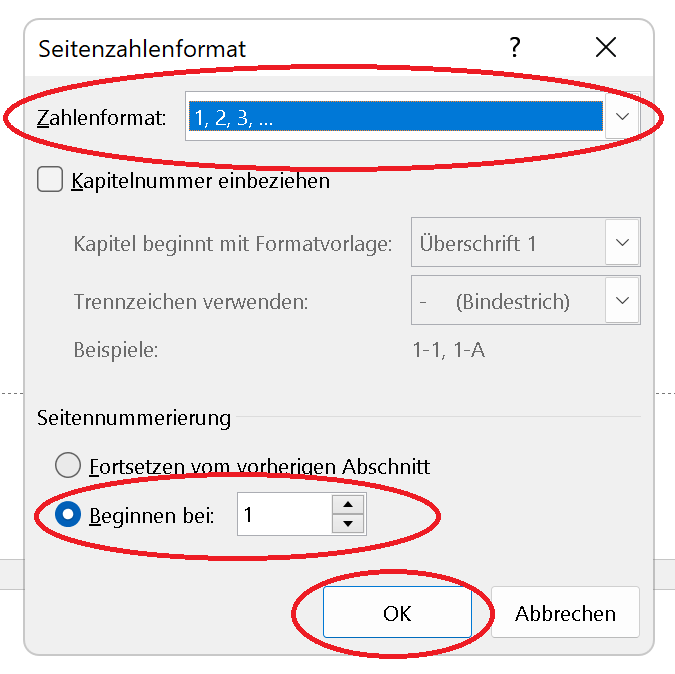 Seitenzahlenformat ?
Zahlenformat: 1, 2, 3, ...
Kapitelnummer einbeziehen
Kapitel beginnt mit Formatvorlage: Überschrift 1
Trennzeichen verwenden: - (Bindestrich)
Beispiele: 1-1, 1-A
Seitennummerierung
Fortsetzen vom vorherigen Abschnitt
Beginnen bei: 1
OK Abbrechen